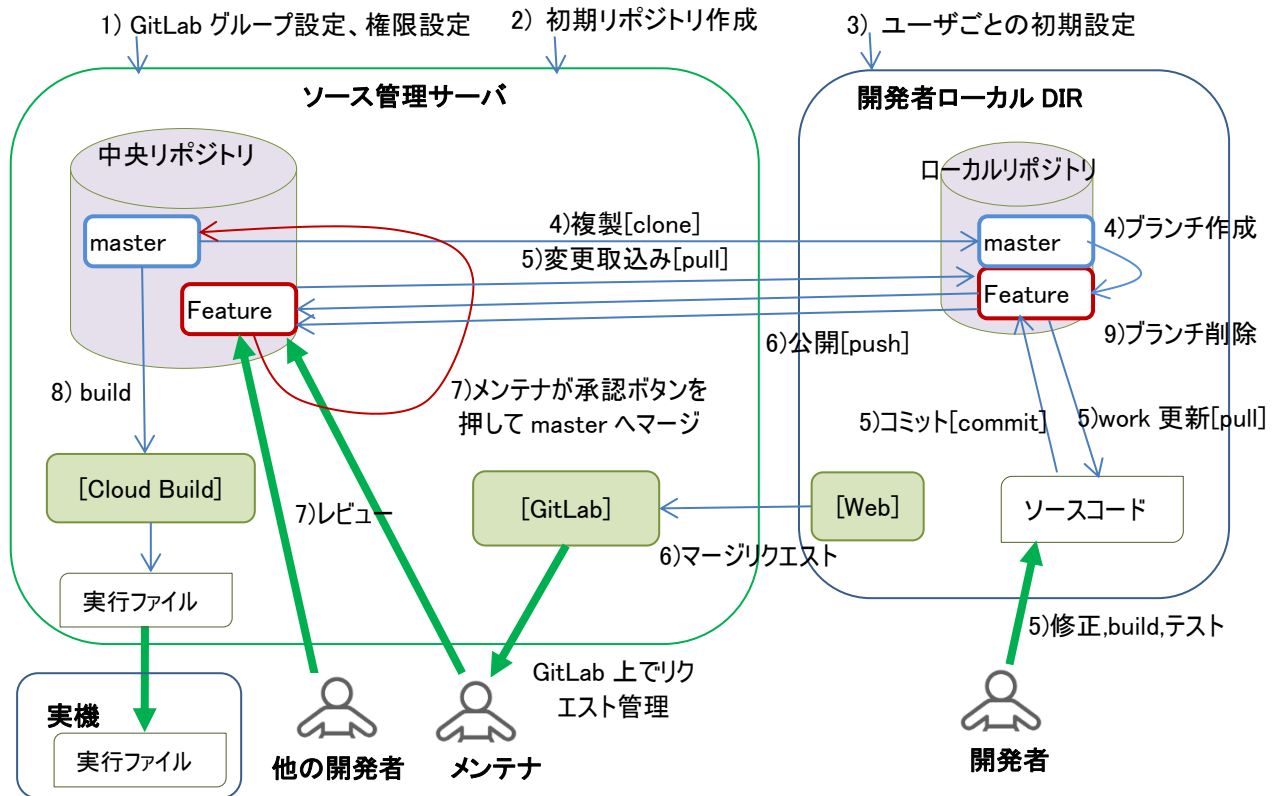 1) GitLab グループ設定、権限設定
2) 初期リポジトリ作成
3) ユーザごとの初期設定
ソース管理サーバ
開発者ローカル DIR
中央リポジトリ
ローカルリポジトリ
master
4)複製[clone]
master
4)ブランチ作成
5)変更取込み[pull]
Feature
Feature
6)公開[push]
9)ブランチ削除
8) build
7)メンテナが承認ボタンを
押して master へマージ
5)コミット[commit]
5)work 更新[pull]
[Cloud Build]
7)レビュー
[GitLab]
[Web]
ソースコード
6)マージリクエスト
実行ファイル
5)修正,build,テスト
GitLab 上でリク
エスト管理
実機
実行ファイル
他の開発者
メンテナ
開発者